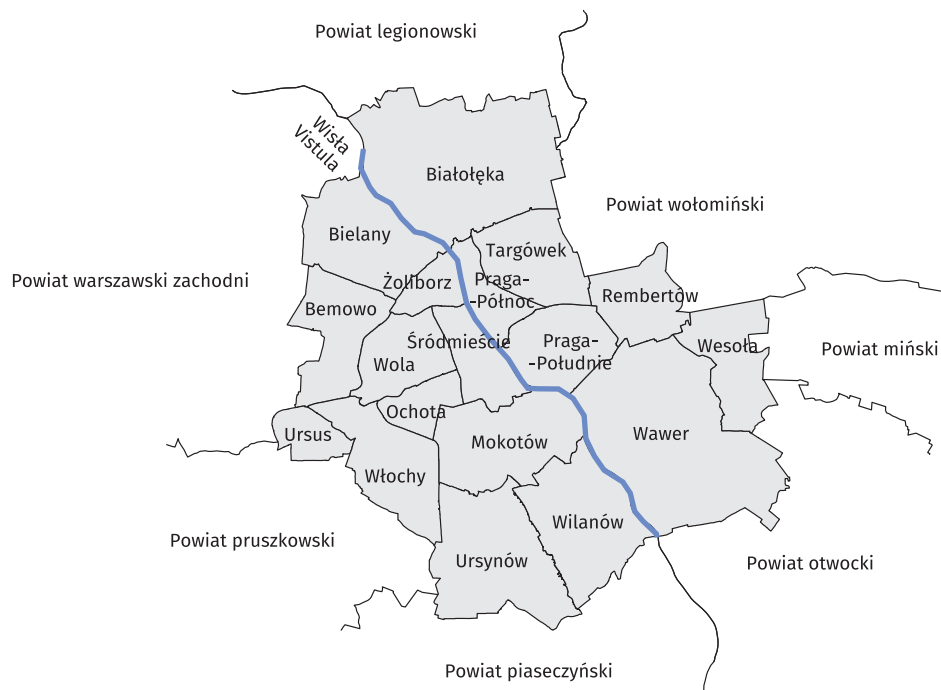 Powiat legionowski
Wisła
Vistula
Białołęka
Powiat wołomiński
Bielany
Targówek
Powiat warszawski zachodni
Żoliborz
Praga-
-Północ
Rembertów
Bemowo
Śródmieście
Praga-
-Południe
Wesoła
Powiat miński
Wola
Ochota
Ursus
Mokotów
Wawer
Włochy
Wilanów
Powiat pruszkowski
Ursynów
Powiat otwocki
Powiat piaseczyński